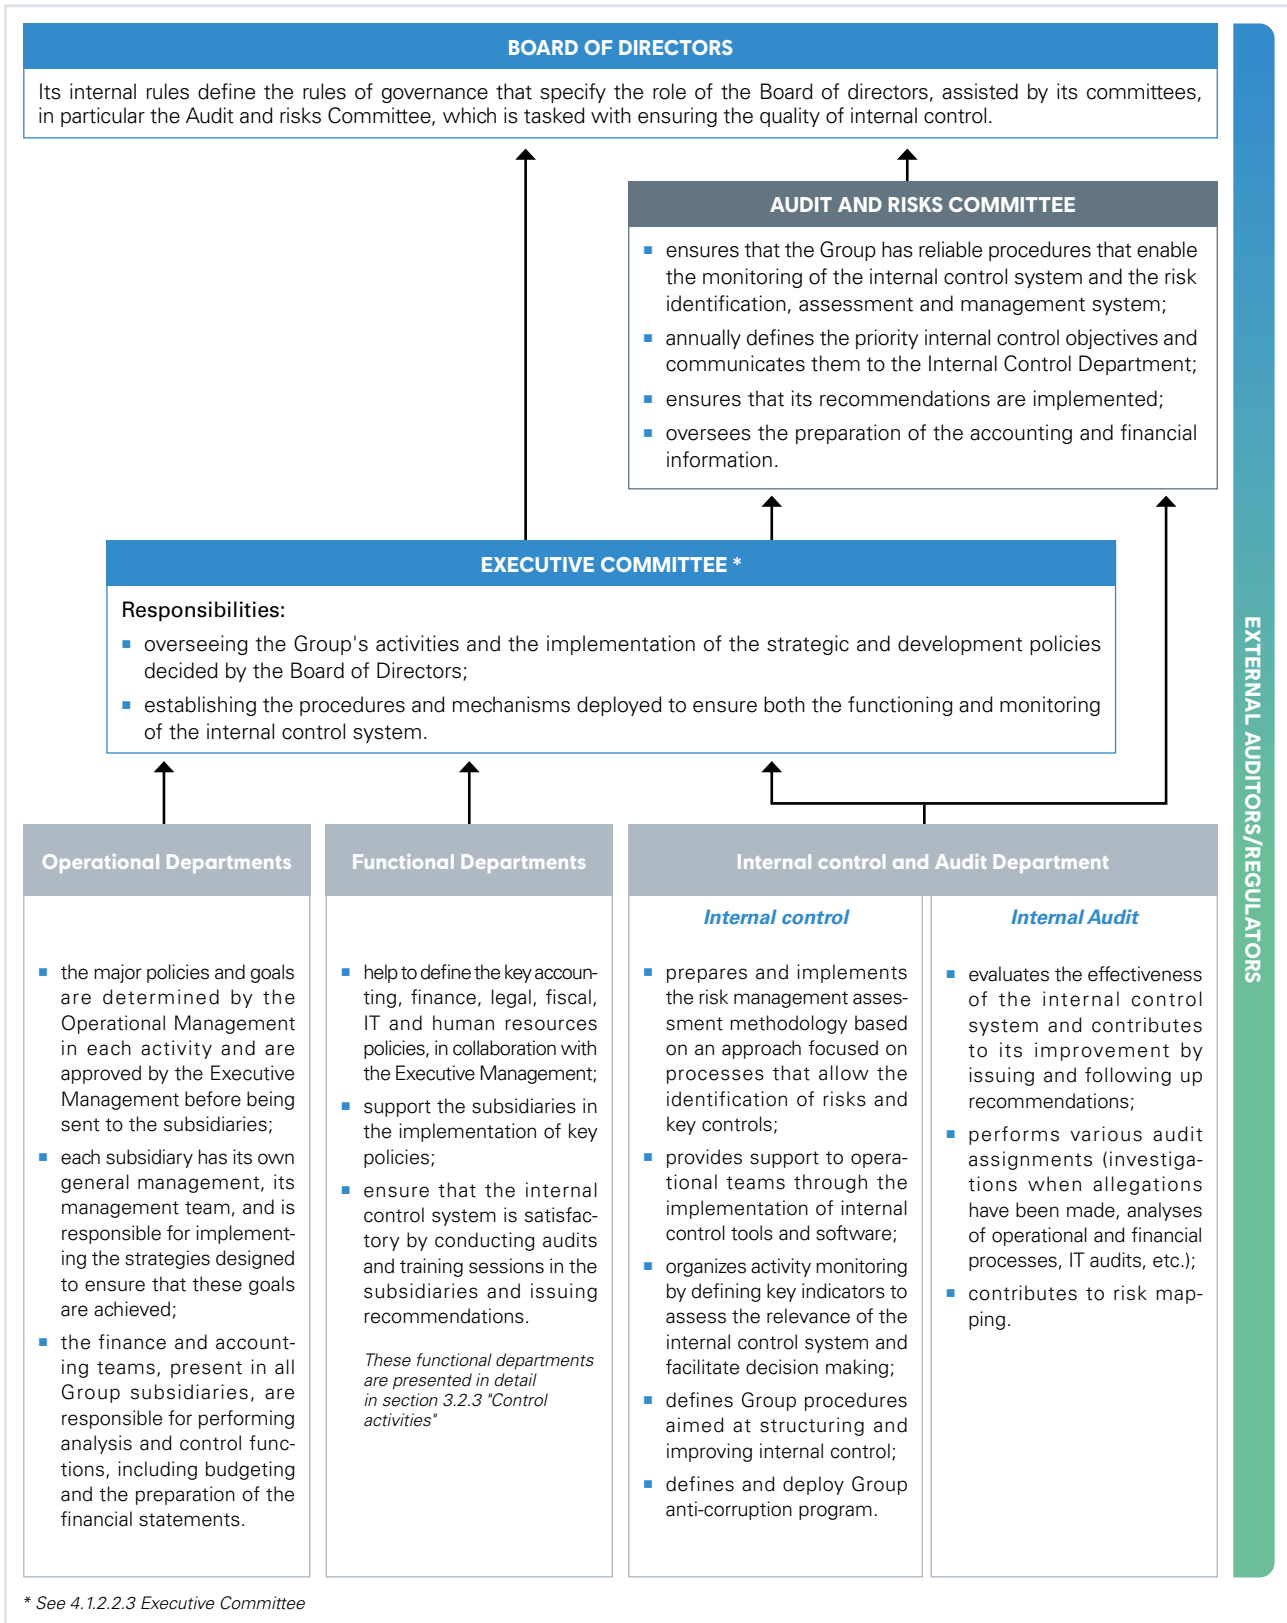 BOARD OF DIRECTORS
Its internal rules define the rules of governance that specify the role of the Board of directors, assisted by its committees,
in particular the Audit and risks Committee, which is tasked with ensuring the quality of internal control.
AUDIT AND RISKS COMMITTEE
▪ ensures that the Group has reliable procedures that enable
the monitoring of the internal control system and the risk
identification, assessment and management system;
▪ annually defines the priority internal control objectives and
communicates them to the Internal Control Department;
▪ ensures that its recommendations are implemented;
▪ oversees the preparation of the accounting and financial
information.
EXECUTIVE COMMITTEE *
Responsibilities:
▪ overseeing the Group's activities and the implementation of the strategic and development policies
decided by the Board of Directors;
▪ establishing the procedures and mechanisms deployed to ensure both the functioning and monitoring
of the internal control system.
Operational Departments
▪ the major policies and goals
are determined by the
Operational Management
in each activity and are
approved by the Executive
Management before being
sent to the subsidiaries;
▪ each subsidiary has its own
general management, its
management team, and is
responsible for implement-
ing the strategies designed
to ensure that these goals
are achieved;
▪ the finance and account-
ing teams, present in all
Group subsidiaries, are
responsible for performing
analysis and control func-
tions, including budgeting
and the preparation of the
financial statements.
Functional Departments
▪ help to define the key accoun-
ting, finance, legal, fiscal,
IT and human resources
policies, in collaboration with
the Executive Management;
▪ support the subsidiaries in
the implementation of key
policies;
▪ ensure that the internal
control system is satisfac-
tory by conducting audits
and training sessions in the
subsidiaries and issuing
recommendations.
These functional departments
are presented in detail
in section 3.2.3 "Control
activities"
Internal control and Audit Department
Internal control
▪ prepares and implements
the risk management asses-
sment methodology based
on an approach focused on
processes that allow the
identification of risks and
key controls;
▪ provides support to opera-
tional teams through the
implementation of internal
control tools and software;
▪ organizes activity monitoring
by defining key indicators to
assess the relevance of the
internal control system and
facilitate decision making;
▪ defines Group procedures
aimed at structuring and
improving internal control;
▪ defines and deploy Group
anti-corruption program.
Internal Audit
▪ evaluates the effectiveness
of the internal control
system and contributes
to its improvement by
issuing and following up
recommendations;
▪ performs various audit
assignments (investiga-
tions when allegations
have been made, analyses
of operational and financial
processes, IT audits, etc.);
▪ contributes to risk map-
ping.
EXTERNAL AUDITORS/REGULATORS
* See 4.1.2.2.3 Executive Committee